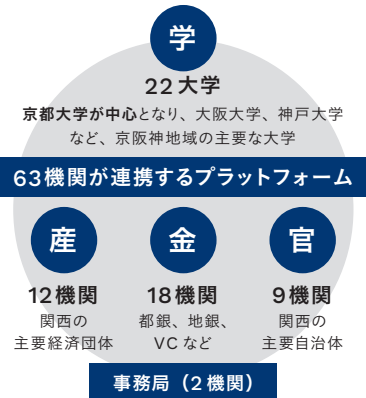 学
22大学
京都大学が中心となり、大阪大学、神戸大学
など、京阪神地域の主要な大学
63機関が連携するプラットフォーム
産
金
官
12機関
18機関
9機関
関西の
都銀、地銀、
関西の
主要経済団体
VCなど
主要自治体
事務局（2機関）